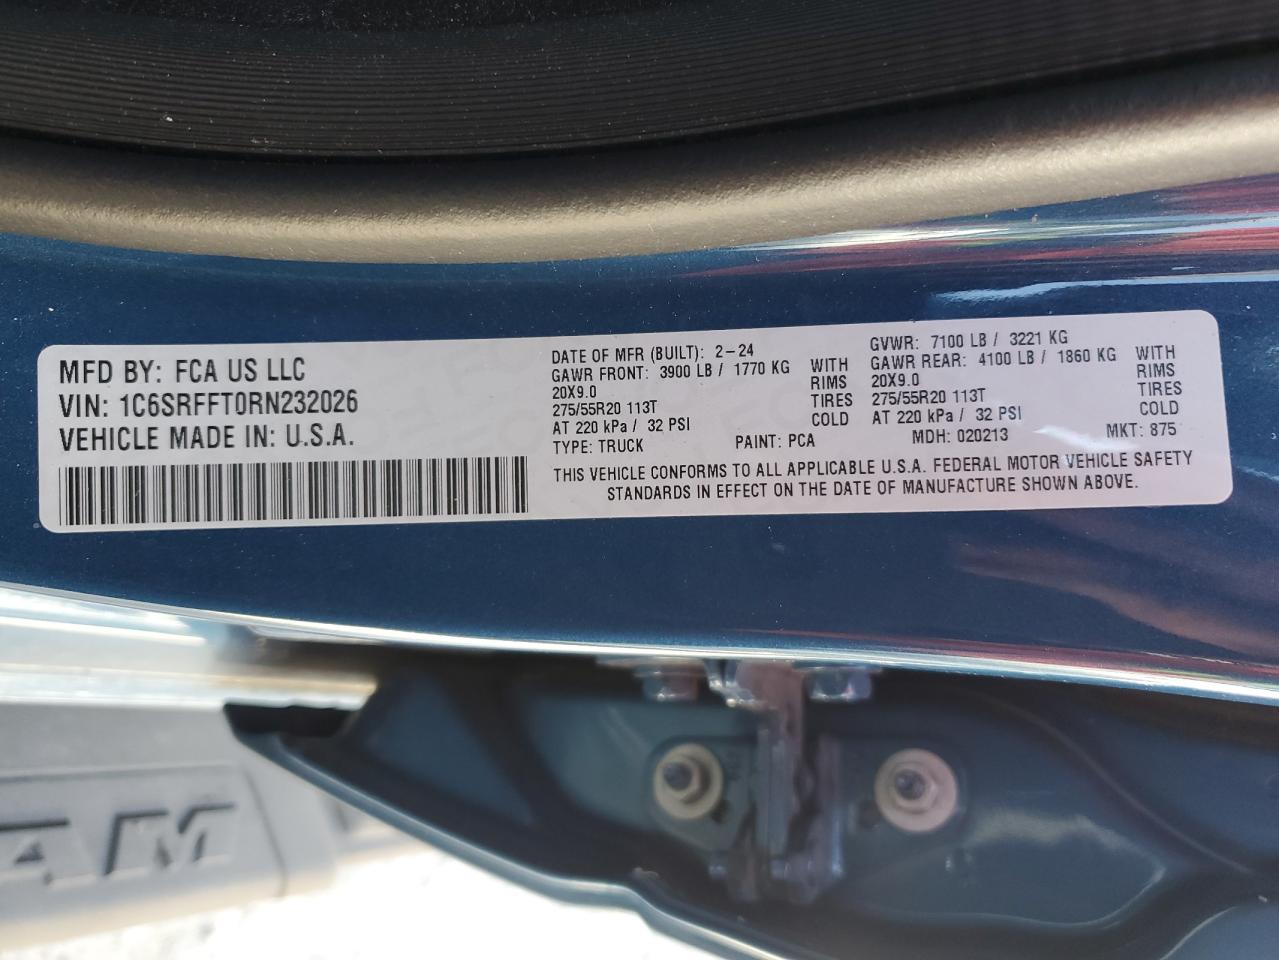 MFD BY: FCA US LLC
VIN: 1C6SRFFT0RN232026
VEHICLE MADE IN: U.S.A.
DATE OF MFR (BUILT): 2-24
GAWR FRONT: 3900 LB / 1770 KG WITH
20X9.0 RIMS
275/55R20 113T TIRES
AT 220 kPa / 32 PSI COLD
TYPE: TRUCK PAINT: PCA
GVWR: 7100 LB / 3221 KG
GAWR REAR: 4100 LB / 1860 KG WITH
20X9.0 RIMS
275/55R20 113T TIRES
AT 220 kPa / 32 PSI COLD
MDH: 020213 MKT: 875
THIS VEHICLE CONFORMS TO ALL APPLICABLE U.S.A. FEDERAL MOTOR VEHICLE SAFETY
STANDARDS IN EFFECT ON THE DATE OF MANUFACTURE SHOWN ABOVE.
AM